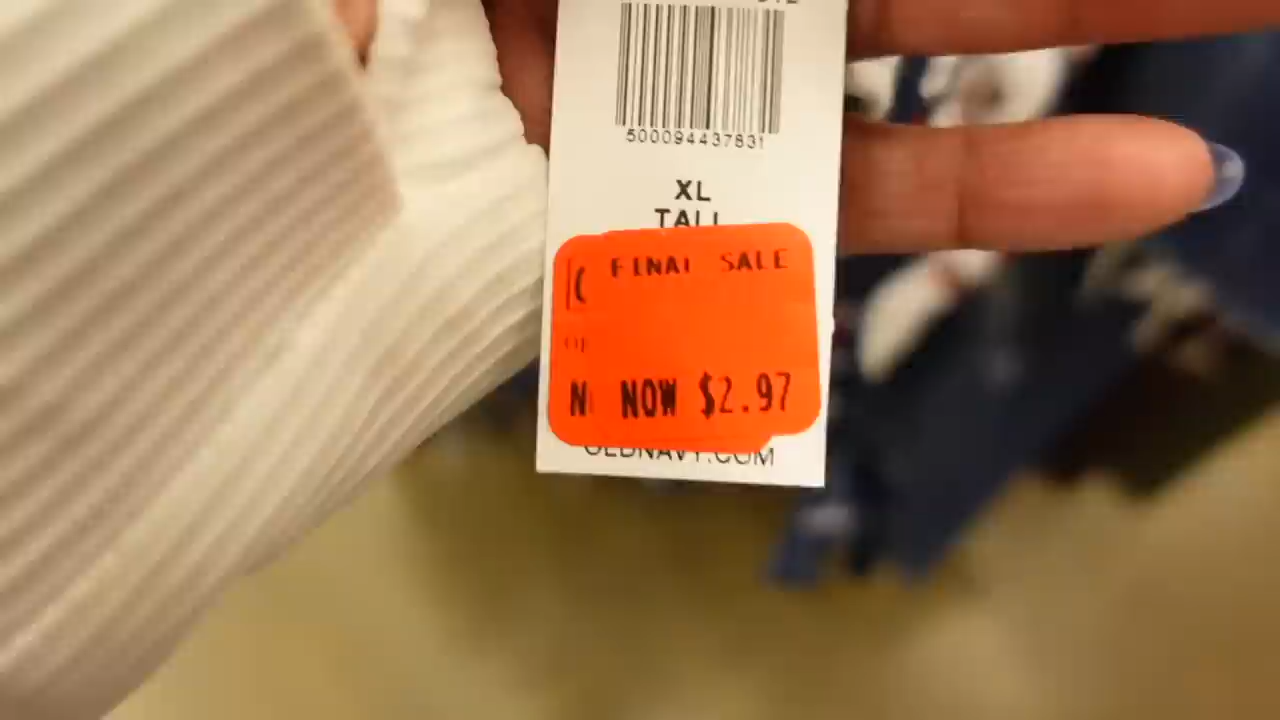 500094437831
XL
TALL
FINAL SALE
NOW $2.97
OLDNAVY.COM